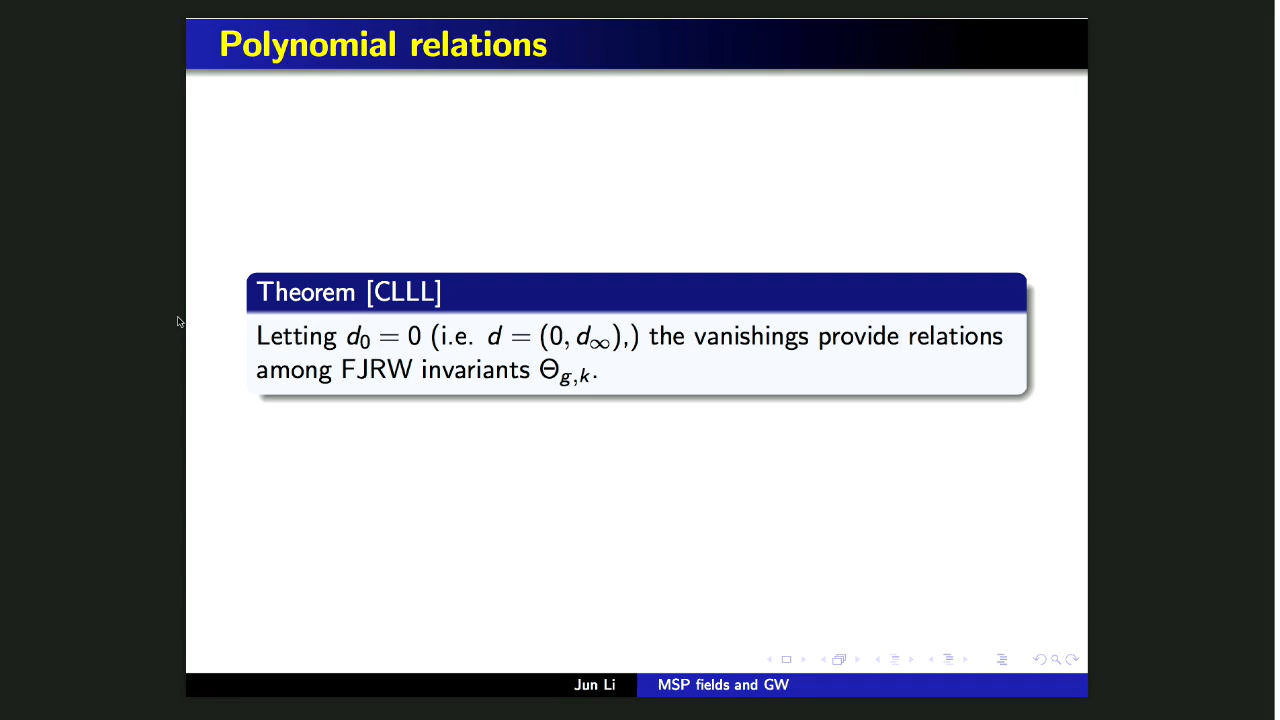 Polynomial relations
Theorem [CLLL]
Letting d₀ = 0 (i.e. d = (0, d∞),) the vanishings provide relations
among FJRW invariants Θg,k.
Jun Li
MSP fields and GW